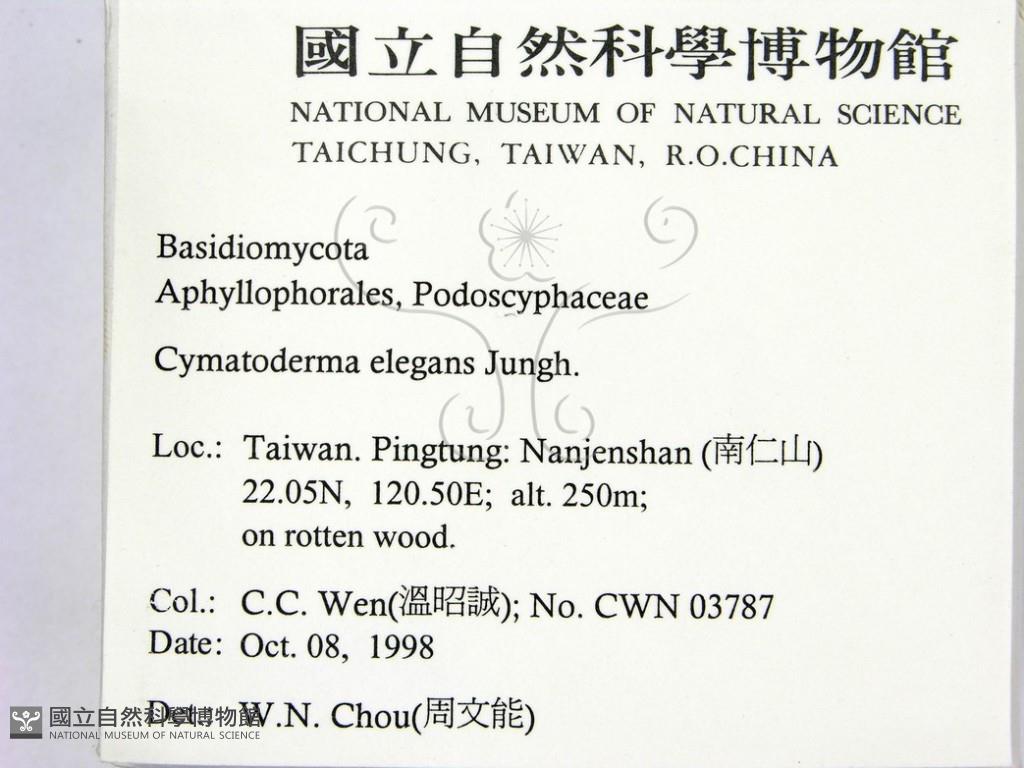 國立自然科學博物館
NATIONAL MUSEUM OF NATURAL SCIENCE
TAICHUNG, TAIWAN, R.O.CHINA
Basidiomycota
Aphyllophorales, Podoscyphaceae
Cymatoderma elegans Jungh.
Loc.: Taiwan. Pingtung: Nanjenshan (南仁山)
22.05N, 120.50E; alt. 250m;
on rotten wood.
Col.: C.C. Wen(溫昭誠); No. CWN 03787
Date: Oct. 08, 1998
Det.: W.N. Chou(周文能)
國立自然科學博物館
NATIONAL MUSEUM OF NATURAL SCIENCE